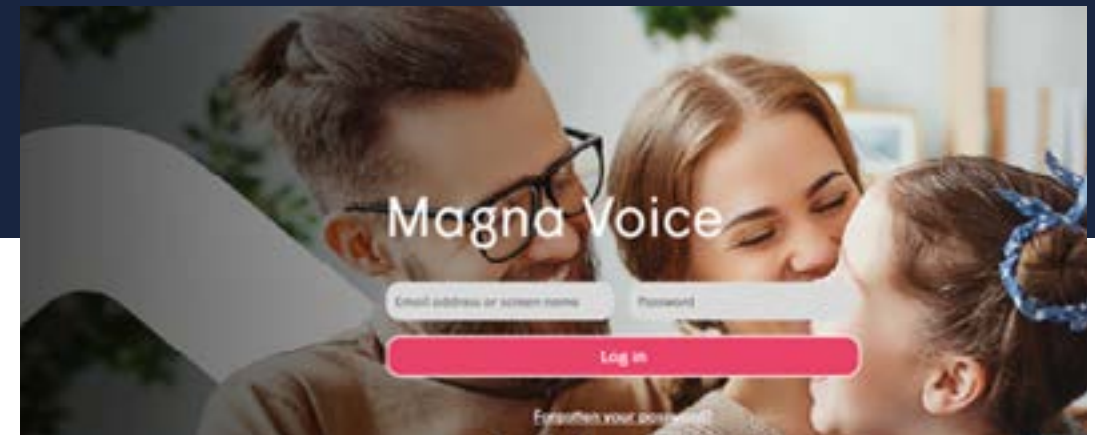 Magna Voice
Email address or screen name
Password
Log in
Forgotten your password?